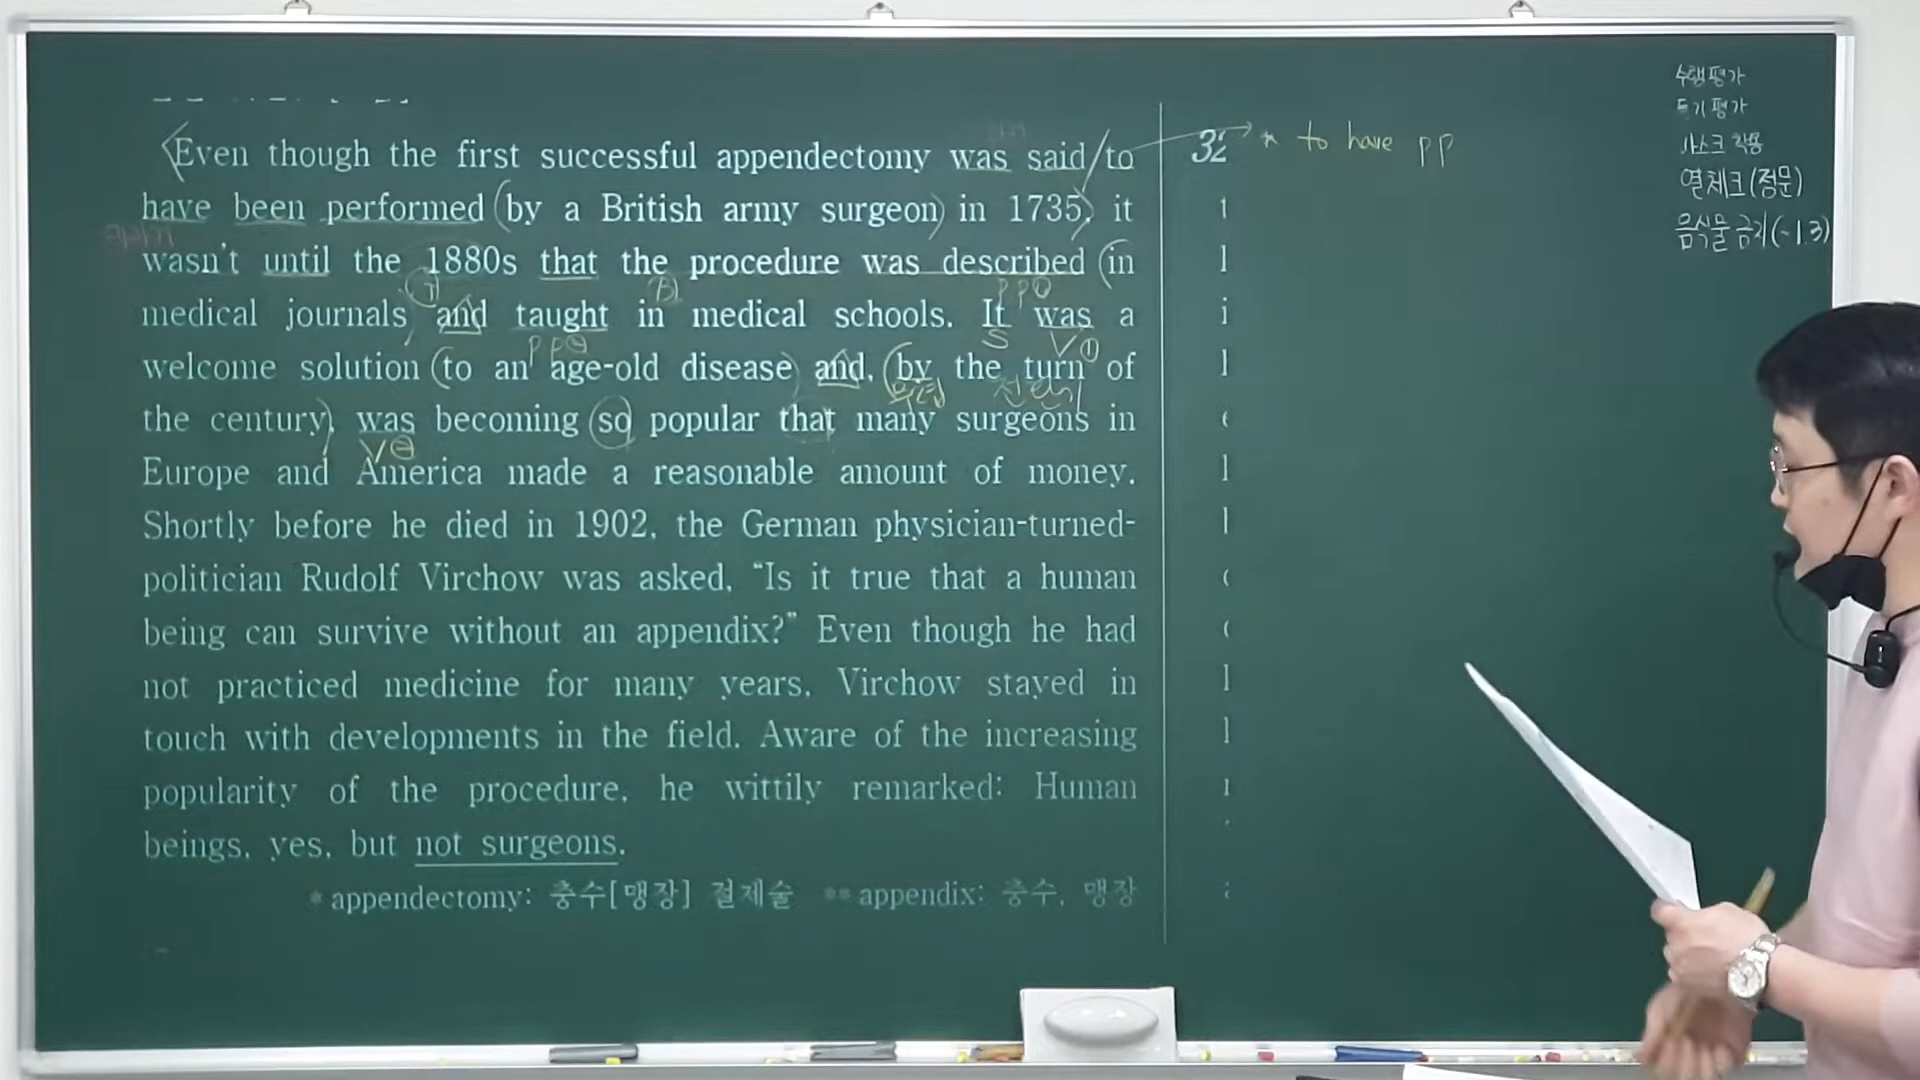 Even though the first successful appendectomy was said to
have been performed by a British army surgeon in 1735, it
wasn't until the 1880s that the procedure was described in
medical journals and taught in medical schools. It was a
welcome solution to an age-old disease and, by the turn of
the century, was becoming so popular that many surgeons in
Europe and America made a reasonable amount of money.
Shortly before he died in 1902, the German physician-turned-
politician Rudolf Virchow was asked, “Is it true that a human
being can survive without an appendix?” Even though he had
not practiced medicine for many years, Virchow stayed in
touch with developments in the field. Aware of the increasing
popularity of the procedure, he wittily remarked: Human
beings, yes, but not surgeons.
* appendectomy: 충수[맹장] 절제술 ** appendix: 충수, 맹장
PP①
PP②
S
V①
V②
32
to have pp
수행평가
듣기평가
마스크 착용
열체크(정문)
음식물 금지(-1.3)